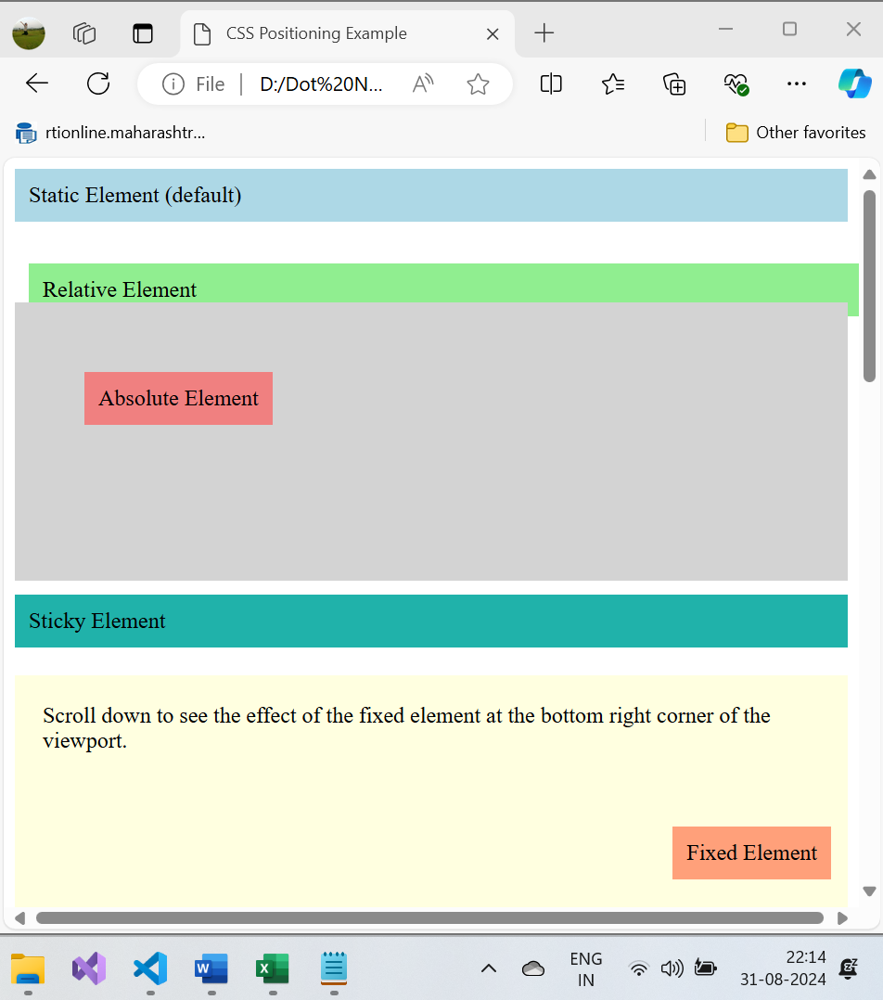 CSS Positioning Example
File
D:/Dot%20N...
rtionline.maharashtr...
Other favorites
Static Element (default)
Relative Element
Absolute Element
Sticky Element
Scroll down to see the effect of the fixed element at the bottom right corner of the
viewport.
Fixed Element
ENG
IN
22:14
31-08-2024